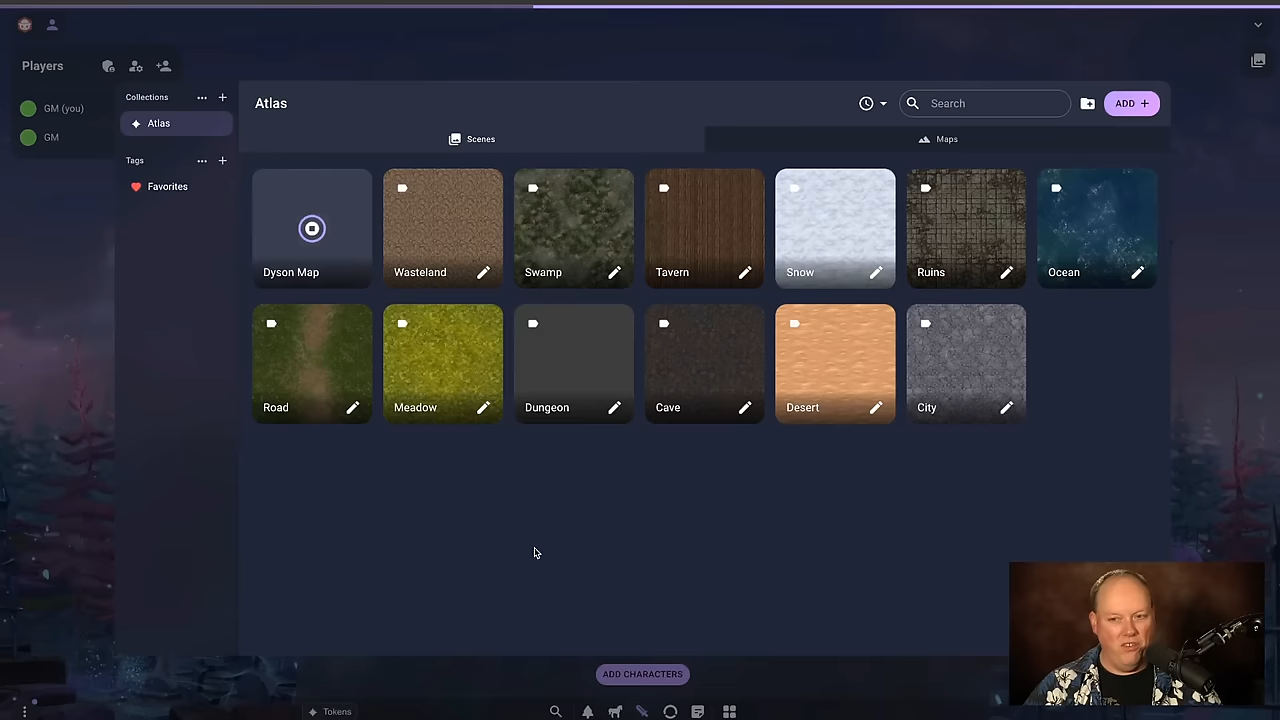 Players
GM (you)
GM
Collections
Atlas
Tags
Favorites
Atlas
Search
ADD +
Scenes
Maps
Dyson Map
Wasteland
Swamp
Tavern
Snow
Ruins
Ocean
Road
Meadow
Dungeon
Cave
Desert
City
ADD CHARACTERS
Tokens